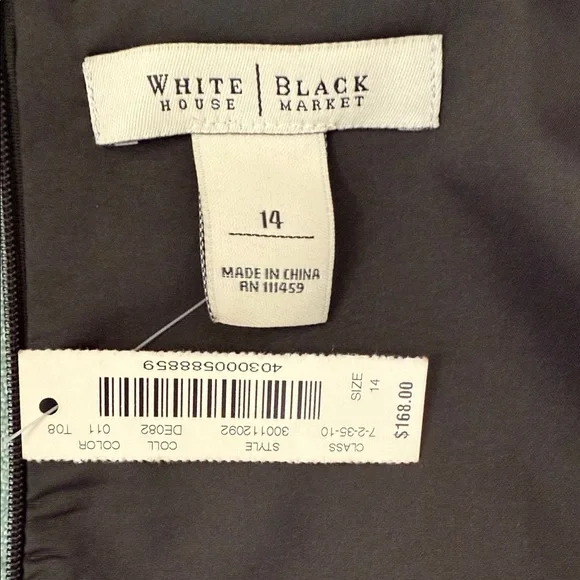 WHITE | BLACK
HOUSE | MARKET
14
MADE IN CHINA
RN 111459
403000588859
CLASS STYLE COLL COLOR
7-2-35-10 300112092 DE082 011 T08
SIZE
14
$168.00